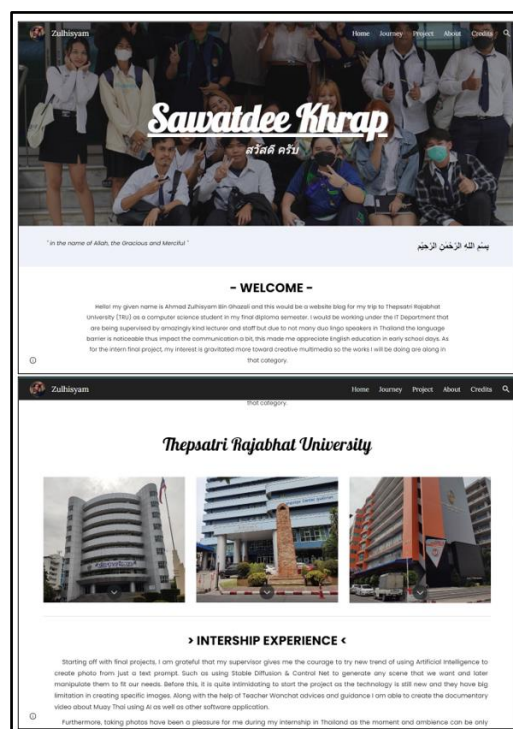 Zulhisyam
Home Journey Project About Credits
Sawatdee Khrap
สวัสดี ครับ
" in the name of Allah, the Gracious and Merciful "
بِسْمِ اللهِ الرَّحْمٰنِ الرَّحِيْمِ
- WELCOME -
Hello! my given name is Ahmad Zulhisyam Bin Ghazali and this would be a website blog for my trip to Thepsatri Rajabhat
University (TRU) as a computer science student in my final diploma semester. I would be working under the IT Department that
are being supervised by amazingly kind lecturer and staff but due to not many duo lingo speakers in Thailand the language
barrier is noticeable thus impact the communication a bit, this made me appreciate English education in early school days. As
for the intern final project, my interest is gravitated more toward creative multimedia so the works I will be doing are along in
that category.
Zulhisyam
Home Journey Project About Credits
that category.
Thepsatri Rajabhat University
> INTERSHIP EXPERIENCE <
Starting off with final projects, I am grateful that my supervisor gives me the courage to try new trend of using Artificial Intelligence to
create photo from just a text prompt. Such as using Stable Diffusion & Control Net to generate any scene that we want and later
manipulate them to fit our needs. Before this, it is quite intimidating to start the project as the technology is still new and they have big
limitation in creating specific images. Along with the help of Teacher Wanchat advices and guidance I am able to create the documentary
video about Muay Thai using AI as well as other software application.
Furthermore, taking photos have been a pleasure for me during my internship in Thailand as the moment and ambience can be only